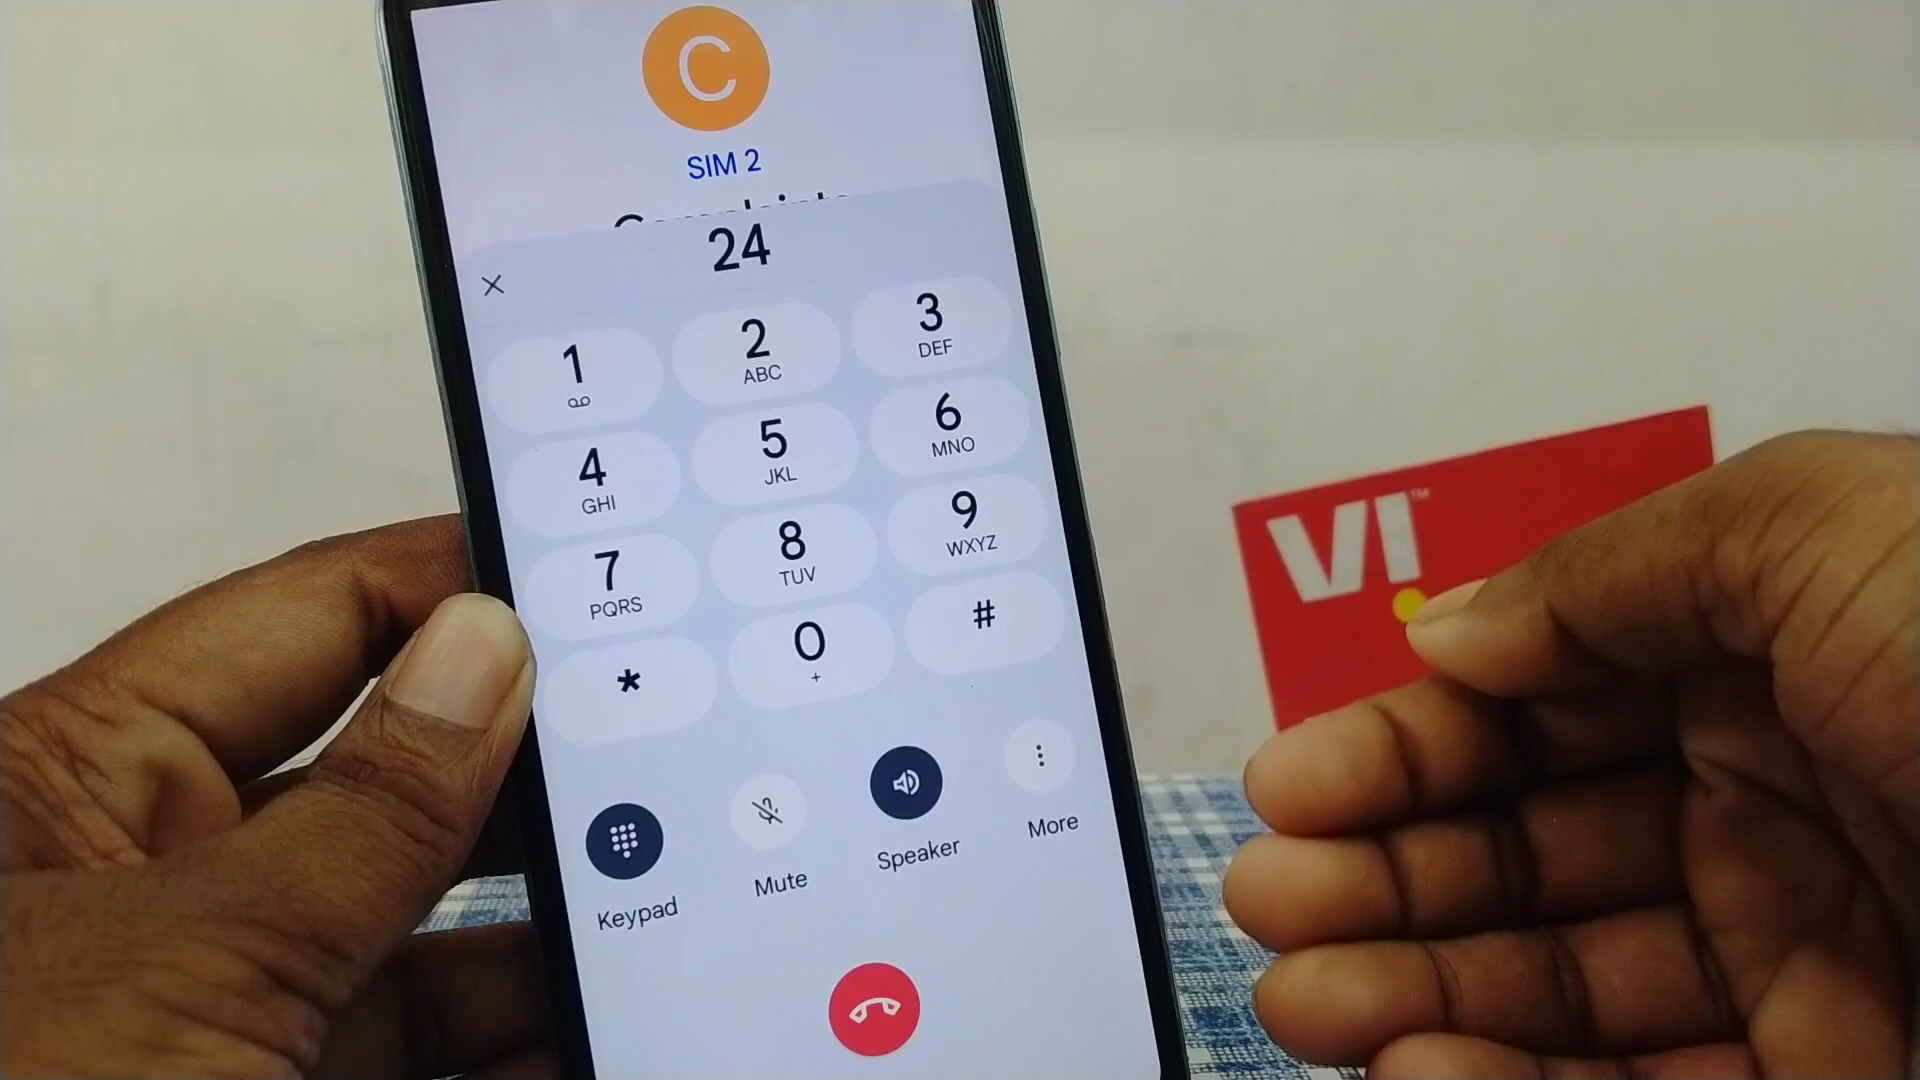 C
SIM 2
24
1
2
ABC
3
DEF
4
GHI
5
JKL
6
MNO
7
PQRS
8
TUV
9
WXYZ
*
0
+
#
Keypad
Mute
Speaker
More
VI™